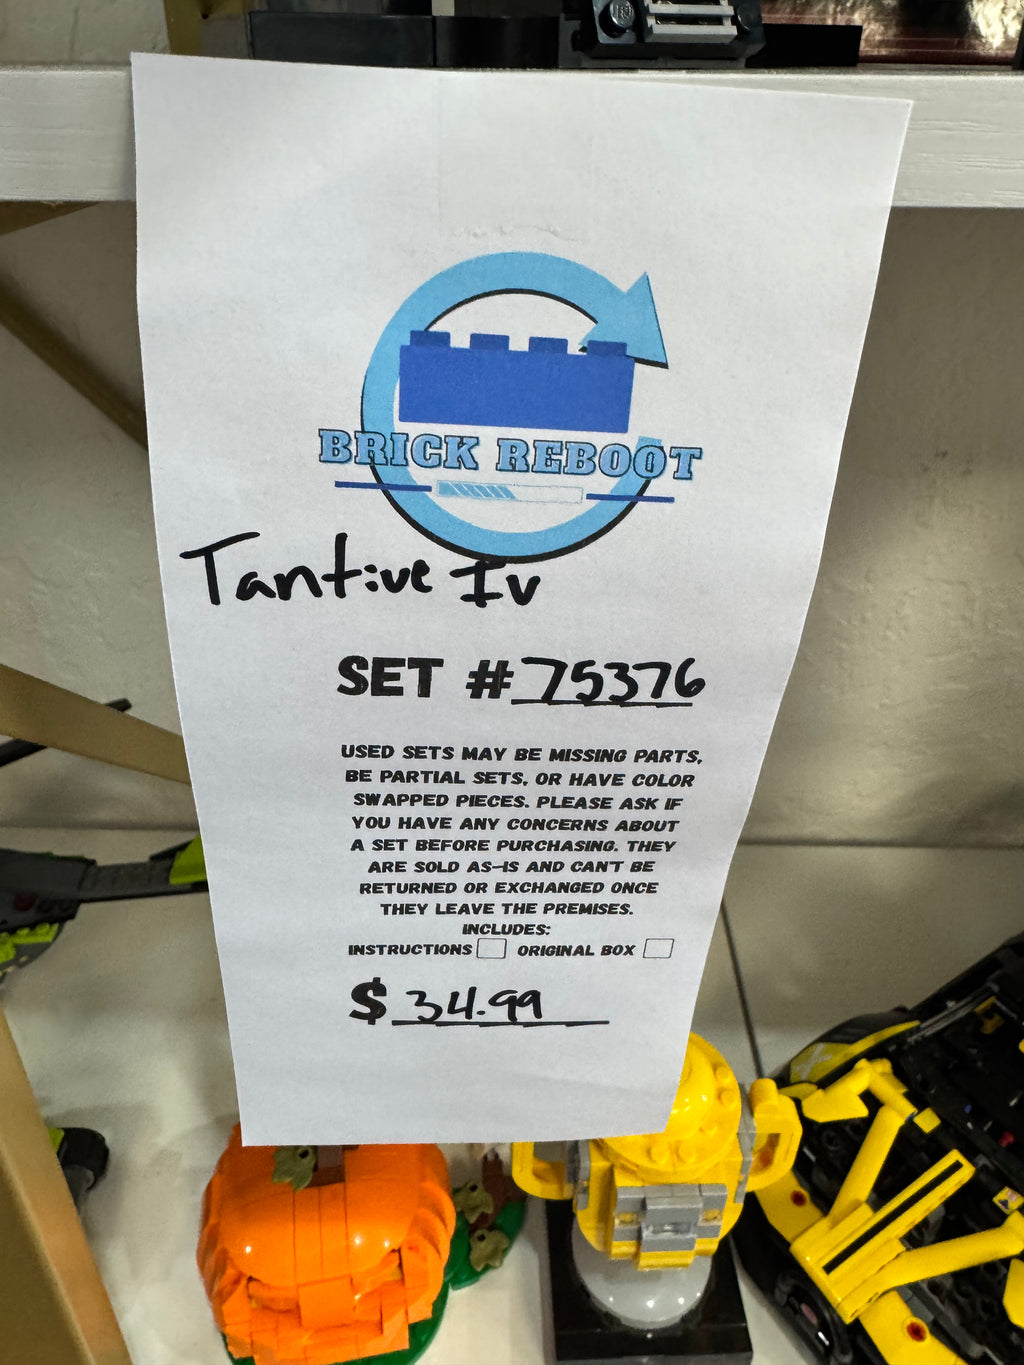 BRICK REBOOT
Tantive IV
SET #75376
USED SETS MAY BE MISSING PARTS,
BE PARTIAL SETS, OR HAVE COLOR
SWAPPED PIECES. PLEASE ASK IF
YOU HAVE ANY CONCERNS ABOUT
A SET BEFORE PURCHASING. THEY
ARE SOLD AS-IS AND CAN'T BE
RETURNED OR EXCHANGED ONCE
THEY LEAVE THE PREMISES.
INCLUDES:
INSTRUCTIONS ORIGINAL BOX
$34.99